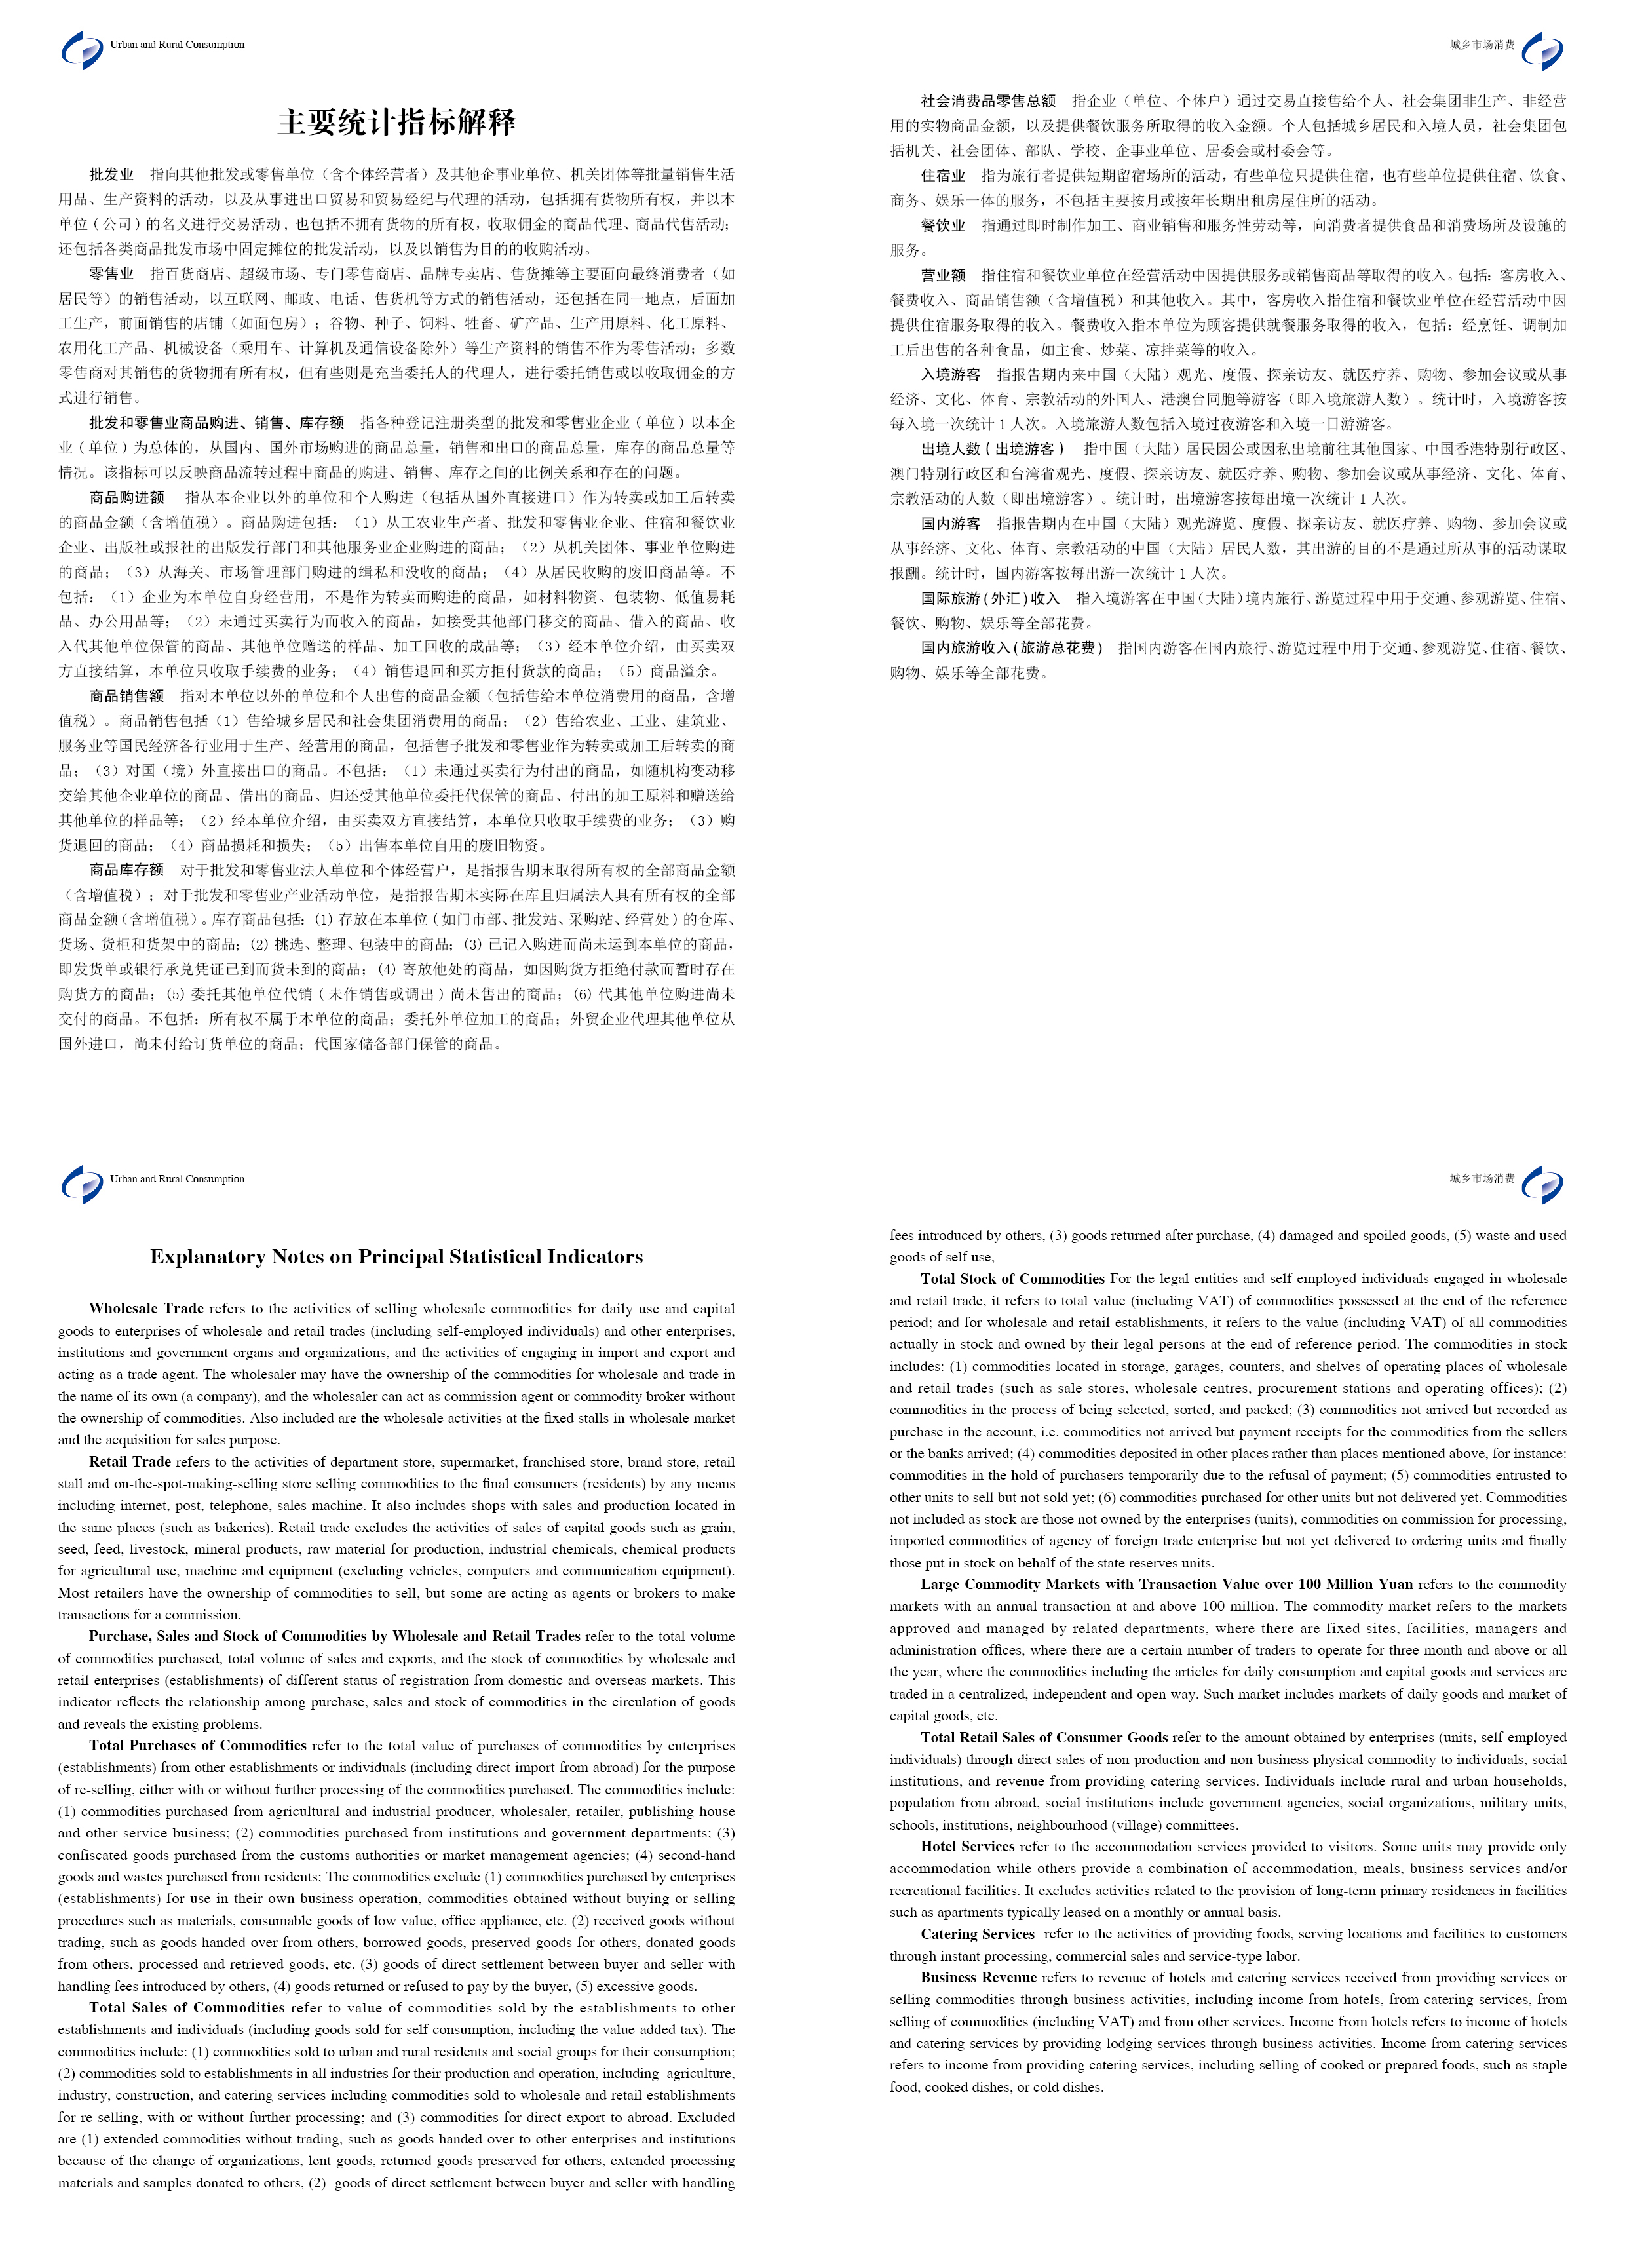 Urban and Rural Consumption
主要统计指标解释
批发业 指向其他批发或零售单位（含个体经营者）及其他企事业单位、机关团体等批量销售生活
用品、生产资料的活动，以及从事进出口贸易和贸易经纪与代理的活动，包括拥有货物所有权，并以本
单位（公司）的名义进行交易活动，也包括不拥有货物的所有权，收取佣金的商品代理、商品代售活动；
还包括各类商品批发市场中固定摊位的批发活动，以及以销售为目的的收购活动。
零售业 指百货商店、超级市场、专门零售商店、品牌专卖店、售货摊等主要面向最终消费者（如
居民等）的销售活动，以互联网、邮政、电话、售货机等方式的销售活动，还包括在同一地点，后面加
工生产，前面销售的店铺（如面包房）；谷物、种子、饲料、牲畜、矿产品、生产用原料、化工原料、
农用化工产品、机械设备（乘用车、计算机及通信设备除外）等生产资料的销售不作为零售活动；多数
零售商对其销售的货物拥有所有权，但有些则是充当委托人的代理人，进行委托销售或以收取佣金的方
式进行销售。
批发和零售业商品购进、销售、库存额 指各种登记注册类型的批发和零售业企业（单位）以本企
业（单位）为总体的，从国内、国外市场购进的商品总量，销售和出口的商品总量，库存的商品总量等
情况。该指标可以反映商品流转过程中商品的购进、销售、库存之间的比例关系和存在的问题。
商品购进额 指从本企业以外的单位和个人购进（包括从国外直接进口）作为转卖或加工后转卖
的商品金额（含增值税）。商品购进包括：（1）从工农业生产者、批发和零售业企业、住宿和餐饮业
企业、出版社或报社的出版发行部门和其他服务业企业购进的商品；（2）从机关团体、事业单位购进
的商品；（3）从海关、市场管理部门购进的缉私和没收的商品；（4）从居民收购的废旧商品等。不
包括：（1）企业为本单位自身经营用，不是作为转卖而购进的商品，如材料物资、包装物、低值易耗
品、办公用品等；（2）未通过买卖行为而收入的商品，如接受其他部门移交的商品、借入的商品、收
入代其他单位保管的商品、其他单位赠送的样品、加工回收的成品等；（3）经本单位介绍，由买卖双
方直接结算，本单位只收取手续费的业务；（4）销售退回和买方拒付货款的商品；（5）商品溢余。
商品销售额 指对本单位以外的单位和个人出售的商品金额（包括售给本单位消费用的商品，含增
值税）。商品销售包括（1）售给城乡居民和社会集团消费用的商品；（2）售给农业、工业、建筑业、
服务业等国民经济各行业用于生产、经营用的商品，包括售予批发和零售业作为转卖或加工后转卖的商
品；（3）对国（境）外直接出口的商品。不包括：（1）未通过买卖行为付出的商品，如随机构变动移
交给其他企业单位的商品、借出的商品、归还受其他单位委托代保管的商品、付出的加工原料和赠送给
其他单位的样品等；（2）经本单位介绍，由买卖双方直接结算，本单位只收取手续费的业务；（3）购
货退回的商品；（4）商品损耗和损失；（5）出售本单位自用的废旧物资。
商品库存额 对于批发和零售业法人单位和个体经营户，是指报告期末取得所有权的全部商品金额
（含增值税）；对于批发和零售业产业活动单位，是指报告期末实际在库且归属法人具有所有权的全部
商品金额（含增值税）。库存商品包括：(1) 存放在本单位（如门市部、批发站、采购站、经营处）的仓库、
货场、货柜和货架中的商品；(2) 挑选、整理、包装中的商品；(3) 已记入购进而尚未运到本单位的商品，
即发货单或银行承兑凭证已到而货未到的商品；(4) 寄放他处的商品，如因购货方拒绝付款而暂时存在
购货方的商品；(5) 委托其他单位代销（未作销售或调出）尚未售出的商品；(6) 代其他单位购进尚未
交付的商品。不包括：所有权不属于本单位的商品；委托外单位加工的商品；外贸企业代理其他单位从
国外进口，尚未付给订货单位的商品；代国家储备部门保管的商品。
城乡市场消费
社会消费品零售总额 指企业（单位、个体户）通过交易直接售给个人、社会集团非生产、非经营
用的实物商品金额，以及提供餐饮服务所取得的收入金额。个人包括城乡居民和入境人员，社会集团包
括机关、社会团体、部队、学校、企事业单位、居委会或村委会等。
住宿业 指为旅行者提供短期留宿场所的活动，有些单位只提供住宿，也有些单位提供住宿、饮食、
商务、娱乐一体的服务，不包括主要按月或按年长期出租房屋住所的活动。
餐饮业 指通过即时制作加工、商业销售和服务性劳动等，向消费者提供食品和消费场所及设施的
服务。
营业额 指住宿和餐饮业单位在经营活动中因提供服务或销售商品等取得的收入。包括：客房收入、
餐费收入、商品销售额（含增值税）和其他收入。其中，客房收入指住宿和餐饮业单位在经营活动中因
提供住宿服务取得的收入。餐费收入指本单位为顾客提供就餐服务取得的收入，包括：经烹饪、调制加
工后出售的各种食品，如主食、炒菜、凉拌菜等的收入。
入境游客 指报告期内来中国（大陆）观光、度假、探亲访友、就医疗养、购物、参加会议或从事
经济、文化、体育、宗教活动的外国人、港澳台同胞等游客（即入境旅游人数）。统计时，入境游客按
每入境一次统计 1 人次。入境旅游人数包括入境过夜游客和入境一日游游客。
出境人数（出境游客） 指中国（大陆）居民因公或因私出境前往其他国家、中国香港特别行政区、
澳门特别行政区和台湾省观光、度假、探亲访友、就医疗养、购物、参加会议或从事经济、文化、体育、
宗教活动的人数（即出境游客）。统计时，出境游客按每出境一次统计 1 人次。
国内游客 指报告期内在中国（大陆）观光游览、度假、探亲访友、就医疗养、购物、参加会议或
从事经济、文化、体育、宗教活动的中国（大陆）居民人数，其出游的目的不是通过所从事的活动谋取
报酬。统计时，国内游客按每出游一次统计 1 人次。
国际旅游（外汇）收入 指入境游客在中国（大陆）境内旅行、游览过程中用于交通、参观游览、住宿、
餐饮、购物、娱乐等全部花费。
国内旅游收入（旅游总花费） 指国内游客在国内旅行、游览过程中用于交通、参观游览、住宿、餐饮、
购物、娱乐等全部花费。
Urban and Rural Consumption
Explanatory Notes on Principal Statistical Indicators
Wholesale Trade refers to the activities of selling wholesale commodities for daily use and capital
goods to enterprises of wholesale and retail trades (including self-employed individuals) and other enterprises,
institutions and government organs and organizations, and the activities of engaging in import and export and
acting as a trade agent. The wholesaler may have the ownership of the commodities for wholesale and trade in
the name of its own (a company), and the wholesaler can act as commission agent or commodity broker without
the ownership of commodities. Also included are the wholesale activities at the fixed stalls in wholesale market
and the acquisition for sales purpose.
Retail Trade refers to the activities of department store, supermarket, franchised store, brand store, retail
stall and on-the-spot-making-selling store selling commodities to the final consumers (residents) by any means
including internet, post, telephone, sales machine. It also includes shops with sales and production located in
the same places (such as bakeries). Retail trade excludes the activities of sales of capital goods such as grain,
seed, feed, livestock, mineral products, raw material for production, industrial chemicals, chemical products
for agricultural use, machine and equipment (excluding vehicles, computers and communication equipment).
Most retailers have the ownership of commodities to sell, but some are acting as agents or brokers to make
transactions for a commission.
Purchase, Sales and Stock of Commodities by Wholesale and Retail Trades refer to the total volume
of commodities purchased, total volume of sales and exports, and the stock of commodities by wholesale and
retail enterprises (establishments) of different status of registration from domestic and overseas markets. This
indicator reflects the relationship among purchase, sales and stock of commodities in the circulation of goods
and reveals the existing problems.
Total Purchases of Commodities refer to the total value of purchases of commodities by enterprises
(establishments) from other establishments or individuals (including direct import from abroad) for the purpose
of re-selling, either with or without further processing of the commodities purchased. The commodities include:
(1) commodities purchased from agricultural and industrial producer, wholesaler, retailer, publishing house
and other service business; (2) commodities purchased from institutions and government departments; (3)
confiscated goods purchased from the customs authorities or market management agencies; (4) second-hand
goods and wastes purchased from residents; The commodities exclude (1) commodities purchased by enterprises
(establishments) for use in their own business operation, commodities obtained without buying or selling
procedures such as materials, consumable goods of low value, office appliance, etc. (2) received goods without
trading, such as goods handed over from others, borrowed goods, preserved goods for others, donated goods
from others, processed and retrieved goods, etc. (3) goods of direct settlement between buyer and seller with
handling fees introduced by others, (4) goods returned or refused to pay by the buyer, (5) excessive goods.
Total Sales of Commodities refer to value of commodities sold by the establishments to other
establishments and individuals (including goods sold for self consumption, including the value-added tax). The
commodities include: (1) commodities sold to urban and rural residents and social groups for their consumption;
(2) commodities sold to establishments in all industries for their production and operation, including agriculture,
industry, construction, and catering services including commodities sold to wholesale and retail establishments
for re-selling, with or without further processing; and (3) commodities for direct export to abroad. Excluded
are (1) extended commodities without trading, such as goods handed over to other enterprises and institutions
because of the change of organizations, lent goods, returned goods preserved for others, extended processing
materials and samples donated to others, (2) goods of direct settlement between buyer and seller with handling
城乡市场消费
fees introduced by others, (3) goods returned after purchase, (4) damaged and spoiled goods, (5) waste and used
goods of self use,
Total Stock of Commodities For the legal entities and self-employed individuals engaged in wholesale
and retail trade, it refers to total value (including VAT) of commodities possessed at the end of the reference
period; and for wholesale and retail establishments, it refers to the value (including VAT) of all commodities
actually in stock and owned by their legal persons at the end of reference period. The commodities in stock
includes: (1) commodities located in storage, garages, counters, and shelves of operating places of wholesale
and retail trades (such as sale stores, wholesale centres, procurement stations and operating offices); (2)
commodities in the process of being selected, sorted, and packed; (3) commodities not arrived but recorded as
purchase in the account, i.e. commodities not arrived but payment receipts for the commodities from the sellers
or the banks arrived; (4) commodities deposited in other places rather than places mentioned above, for instance:
commodities in the hold of purchasers temporarily due to the refusal of payment; (5) commodities entrusted to
other units to sell but not sold yet; (6) commodities purchased for other units but not delivered yet. Commodities
not included as stock are those not owned by the enterprises (units), commodities on commission for processing,
imported commodities of agency of foreign trade enterprise but not yet delivered to ordering units and finally
those put in stock on behalf of the state reserves units.
Large Commodity Markets with Transaction Value over 100 Million Yuan refers to the commodity
markets with an annual transaction at and above 100 million. The commodity market refers to the markets
approved and managed by related departments, where there are fixed sites, facilities, managers and
administration offices, where there are a certain number of traders to operate for three month and above or all
the year, where the commodities including the articles for daily consumption and capital goods and services are
traded in a centralized, independent and open way. Such market includes markets of daily goods and market of
capital goods, etc.
Total Retail Sales of Consumer Goods refer to the amount obtained by enterprises (units, self-employed
individuals) through direct sales of non-production and non-business physical commodity to individuals, social
institutions, and revenue from providing catering services. Individuals include rural and urban households,
population from abroad, social institutions include government agencies, social organizations, military units,
schools, institutions, neighbourhood (village) committees.
Hotel Services refer to the accommodation services provided to visitors. Some units may provide only
accommodation while others provide a combination of accommodation, meals, business services and/or
recreational facilities. It excludes activities related to the provision of long-term primary residences in facilities
such as apartments typically leased on a monthly or annual basis.
Catering Services refer to the activities of providing foods, serving locations and facilities to customers
through instant processing, commercial sales and service-type labor.
Business Revenue refers to revenue of hotels and catering services received from providing services or
selling commodities through business activities, including income from hotels, from catering services, from
selling of commodities (including VAT) and from other services. Income from hotels refers to income of hotels
and catering services by providing lodging services through business activities. Income from catering services
refers to income from providing catering services, including selling of cooked or prepared foods, such as staple
food, cooked dishes, or cold dishes.